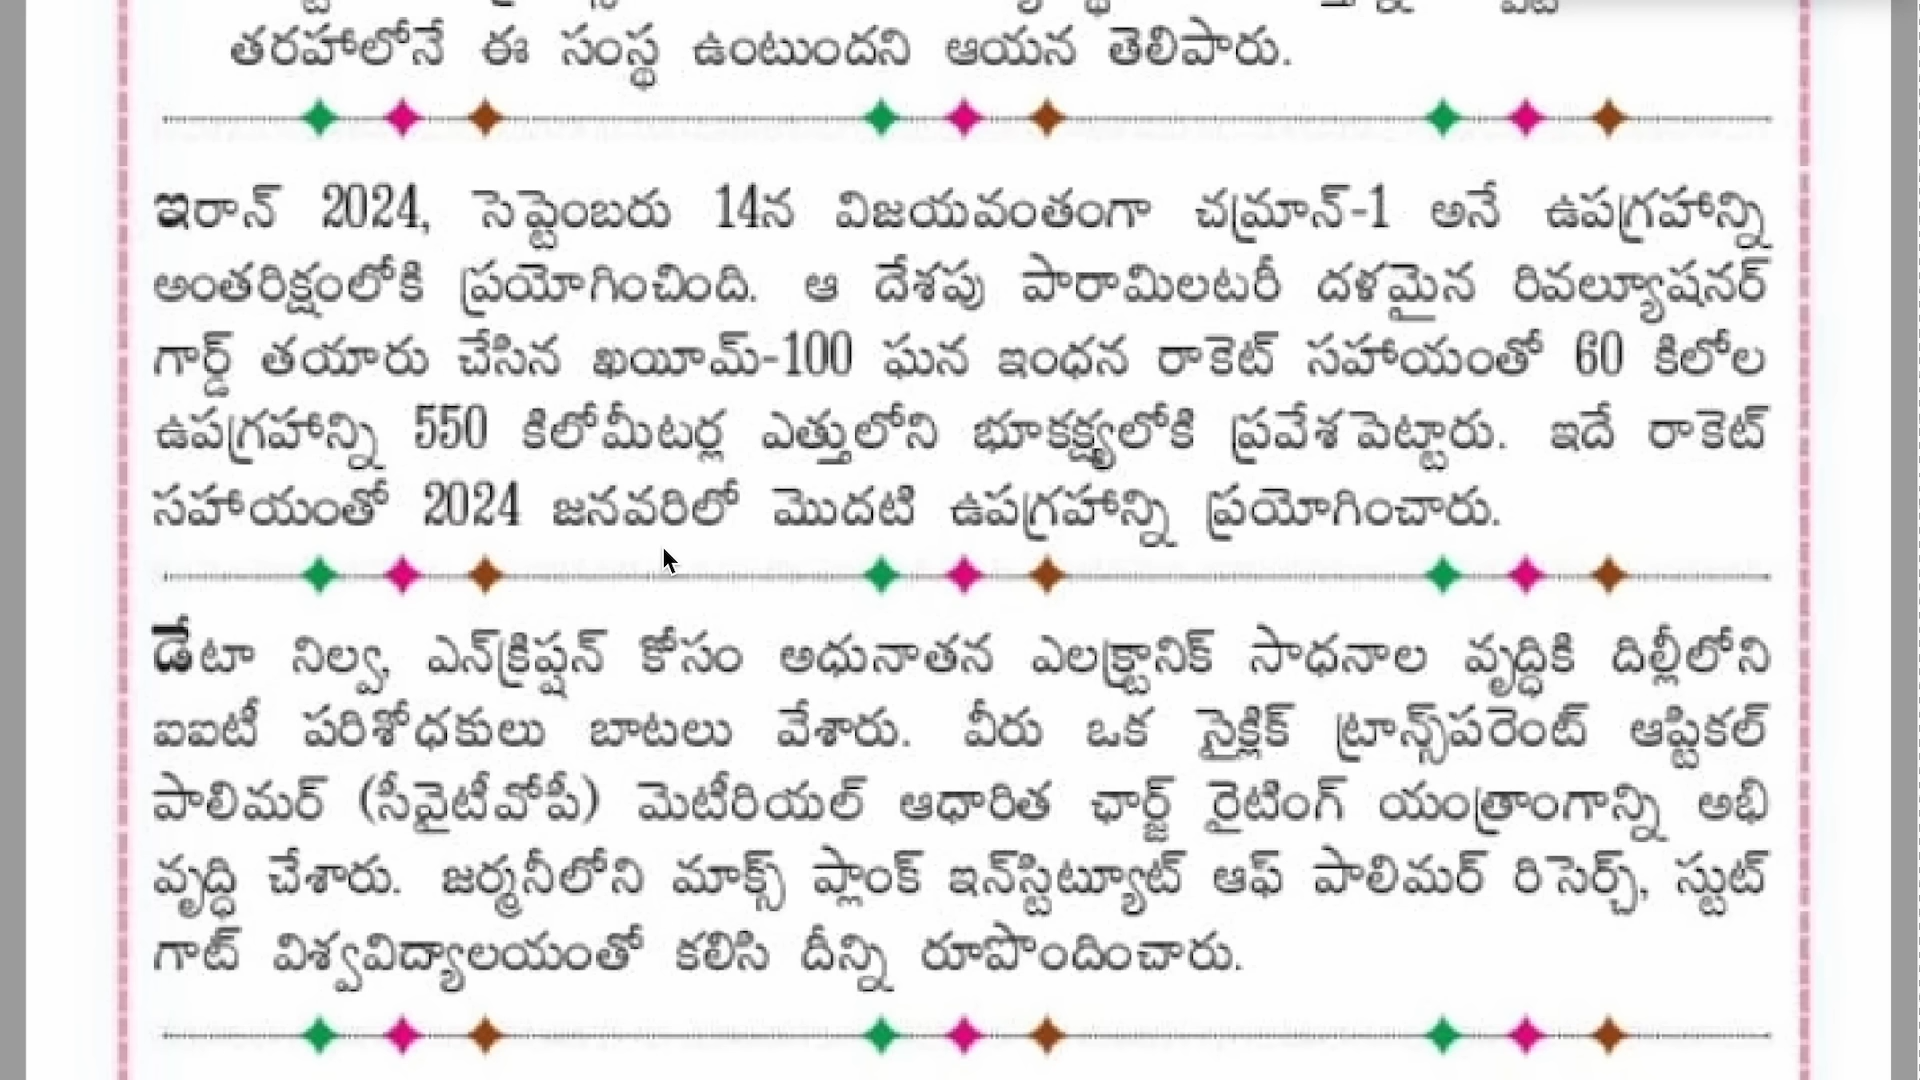 తరహాలోనే ఈ సంస్థ ఉంటుందని ఆయన తెలిపారు.
ఇరాన్ 2024, సెప్టెంబరు 14న విజయవంతంగా చమ్రాన్-1 అనే ఉపగ్రహాన్ని
అంతరిక్షంలోకి ప్రయోగించింది. ఆ దేశపు పారామిలటరీ దళమైన రివల్యూషనర్
గార్డ్ తయారు చేసిన ఖయీమ్-100 ఘన ఇంధన రాకెట్ సహాయంతో 60 కిలోల
ఉపగ్రహాన్ని 550 కిలోమీటర్ల ఎత్తులోని భూకక్ష్యలోకి ప్రవేశపెట్టారు. ఇదే రాకెట్
సహాయంతో 2024 జనవరిలో మొదటి ఉపగ్రహాన్ని ప్రయోగించారు.
డేటా నిల్వ, ఎన్‌క్రిప్షన్ కోసం అధునాతన ఎలక్ట్రానిక్ సాధనాల వృద్ధికి దిల్లీలోని
ఐఐటీ పరిశోధకులు బాటలు వేశారు. వీరు ఒక సైక్లిక్ ట్రాన్స్‌పరెంట్ ఆప్టికల్
పాలిమర్ (సీవైటీవోపీ) మెటీరియల్ ఆధారిత ఛార్జ్ రైటింగ్ యంత్రాంగాన్ని అభి
వృద్ధి చేశారు. జర్మనీలోని మాక్స్ ప్లాంక్ ఇన్‌స్టిట్యూట్ ఆఫ్ పాలిమర్ రిసెర్చ్, స్టుట్
గాట్ విశ్వవిద్యాలయంతో కలిసి దీన్ని రూపొందించారు.